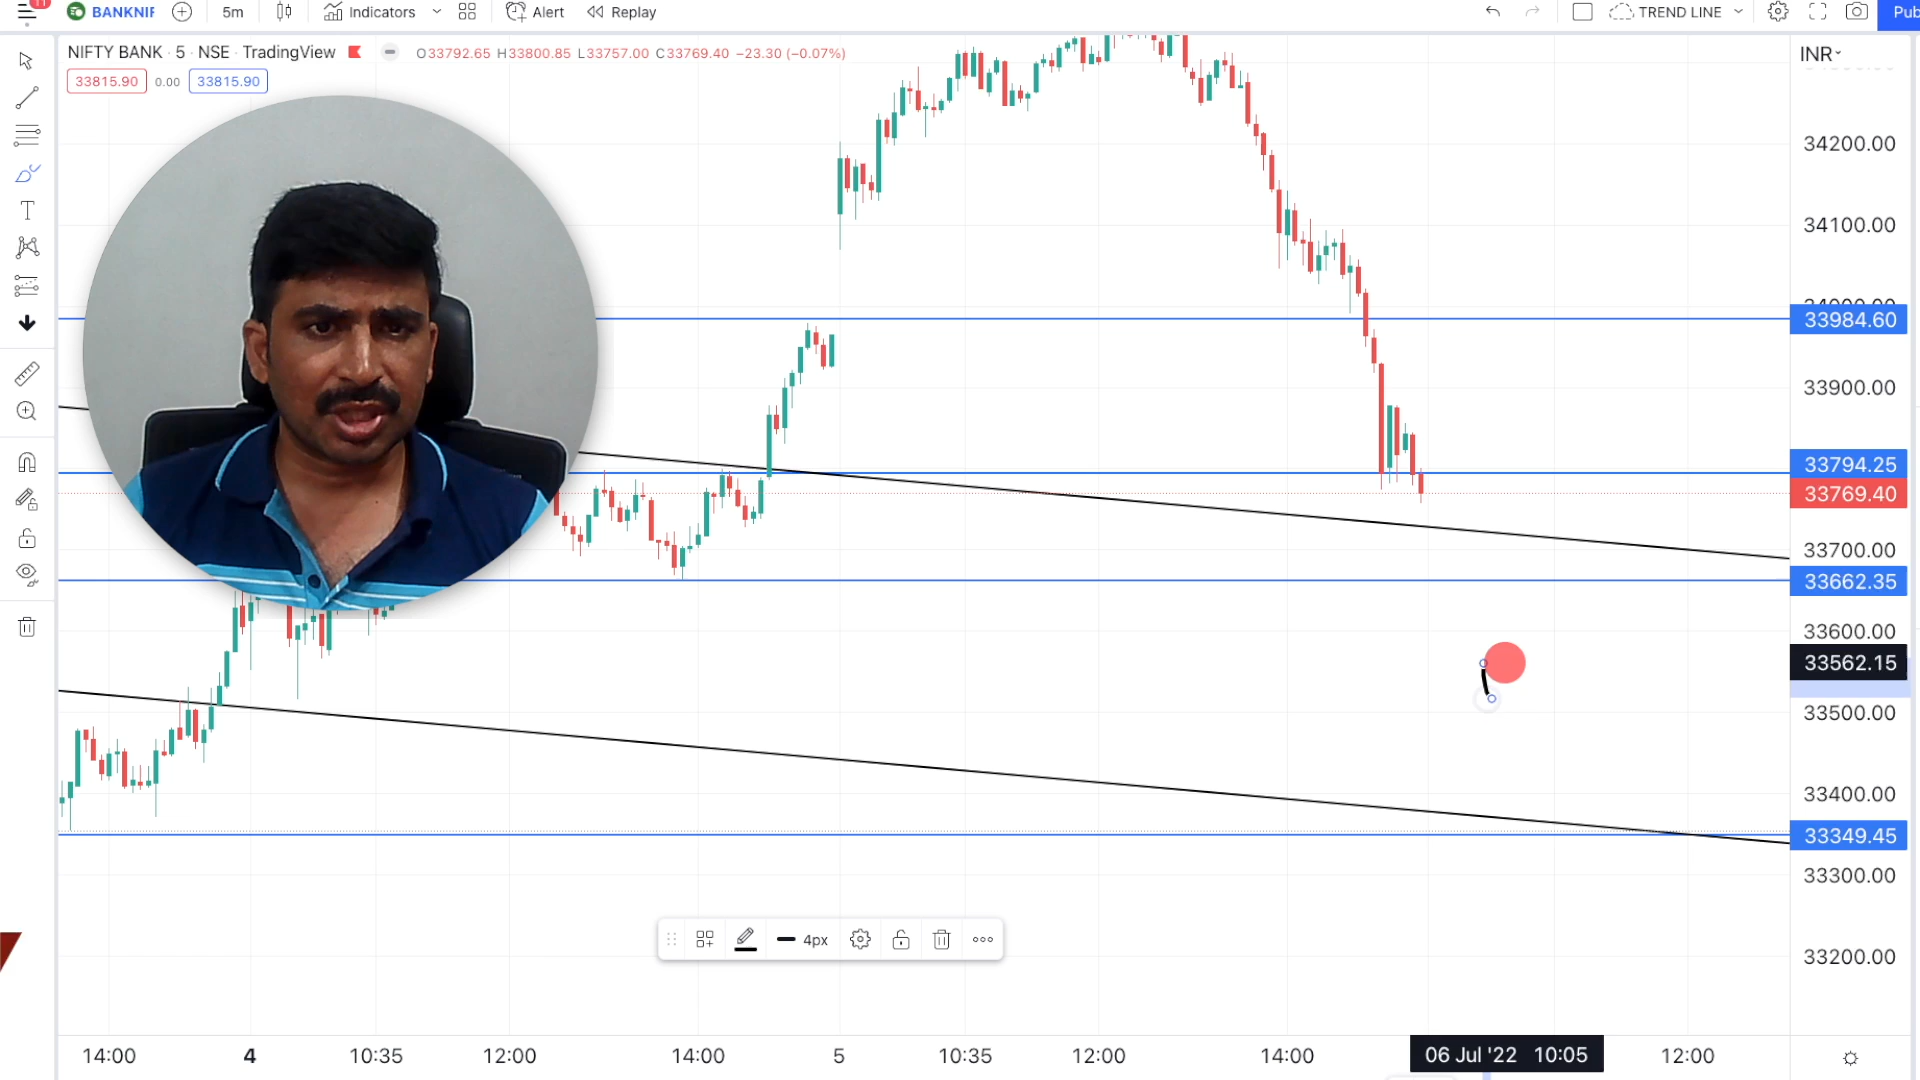 11
BANKNIF
5m
Indicators
Alert
Replay
TREND LINE
Pub
NIFTY BANK · 5 · NSE · TradingView
O33792.65 H33800.85 L33757.00 C33769.40 −23.30 (−0.07%)
INR
33815.90
0.00
33815.90
34200.00
34100.00
34000.00
33984.60
33900.00
33794.25
33769.40
33700.00
33662.35
33600.00
33562.15
33500.00
33400.00
33349.45
33300.00
33200.00
T
4px
14:00
4
10:35
12:00
14:00
5
10:35
12:00
14:00
06 Jul '22 10:05
12:00